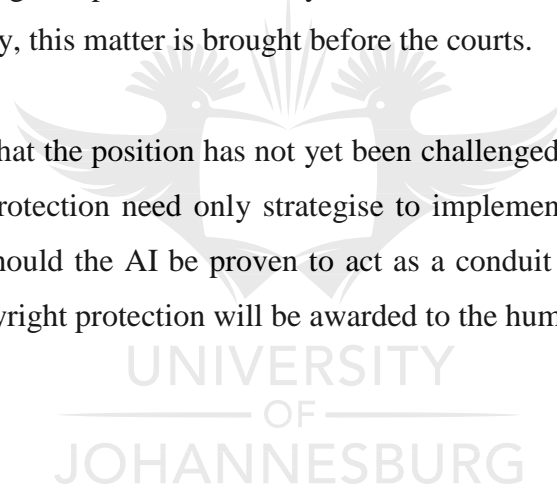 y, this matter is brought before the courts.
hat the position has not yet been challenged
rotection need only strategise to implemen
hould the AI be proven to act as a conduit
yright protection will be awarded to the hum
UNIVERSITY
OF
JOHANNESBURG